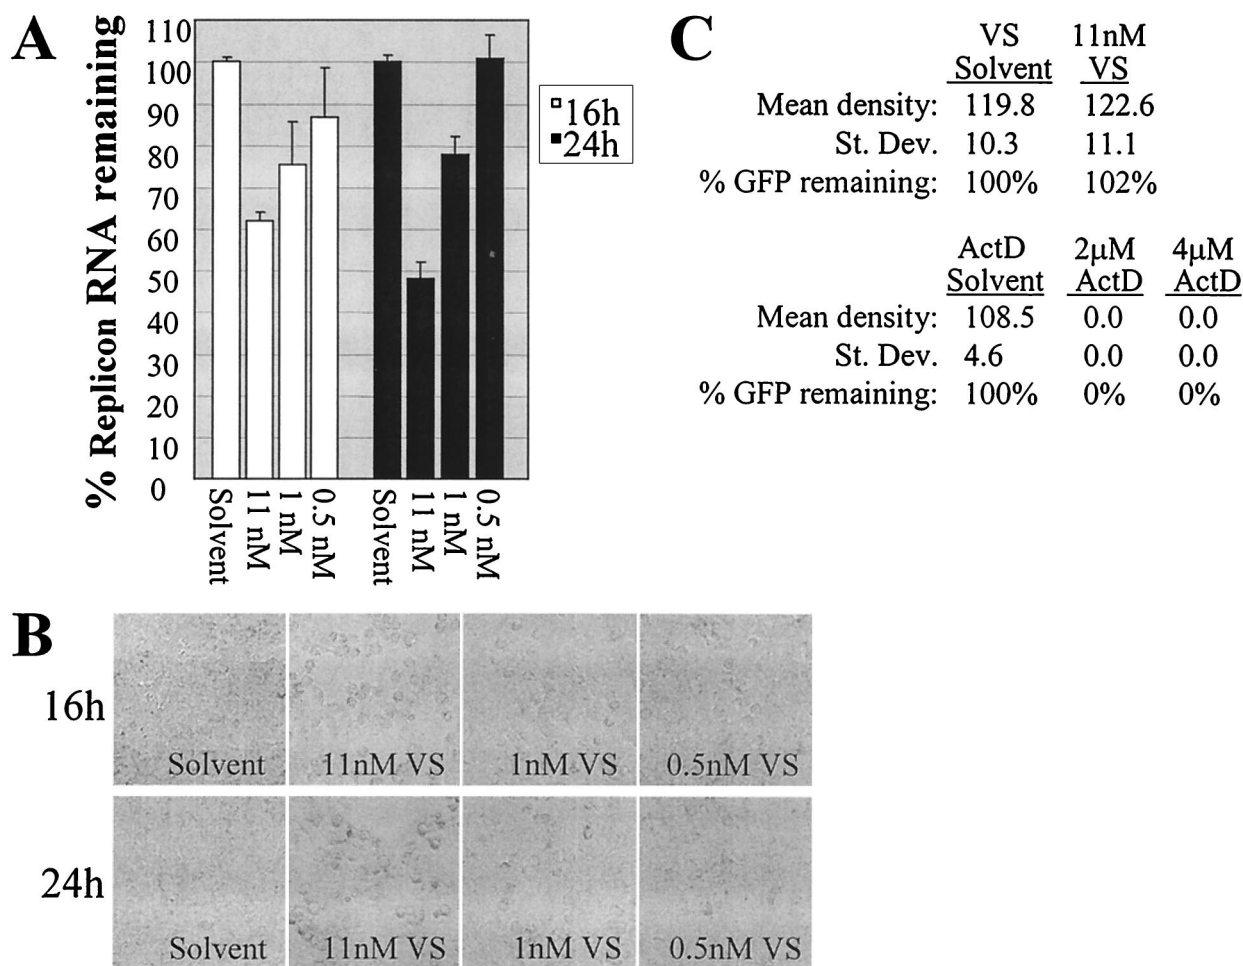 A
% Replicon RNA remaining
110
100
90
80
70
60
50
40
30
20
10
0
Solvent
11 nM
1 nM
0.5 nM
Solvent
11 nM
1 nM
0.5 nM
16h
24h
C
VS 11nM
Solvent VS
Mean density: 119.8 122.6
St. Dev. 10.3 11.1
% GFP remaining: 100% 102%
ActD 2µM 4µM
Solvent ActD ActD
Mean density: 108.5 0.0 0.0
St. Dev. 4.6 0.0 0.0
% GFP remaining: 100% 0% 0%
B
16h
Solvent 11nM VS 1nM VS 0.5nM VS
24h
Solvent 11nM VS 1nM VS 0.5nM VS